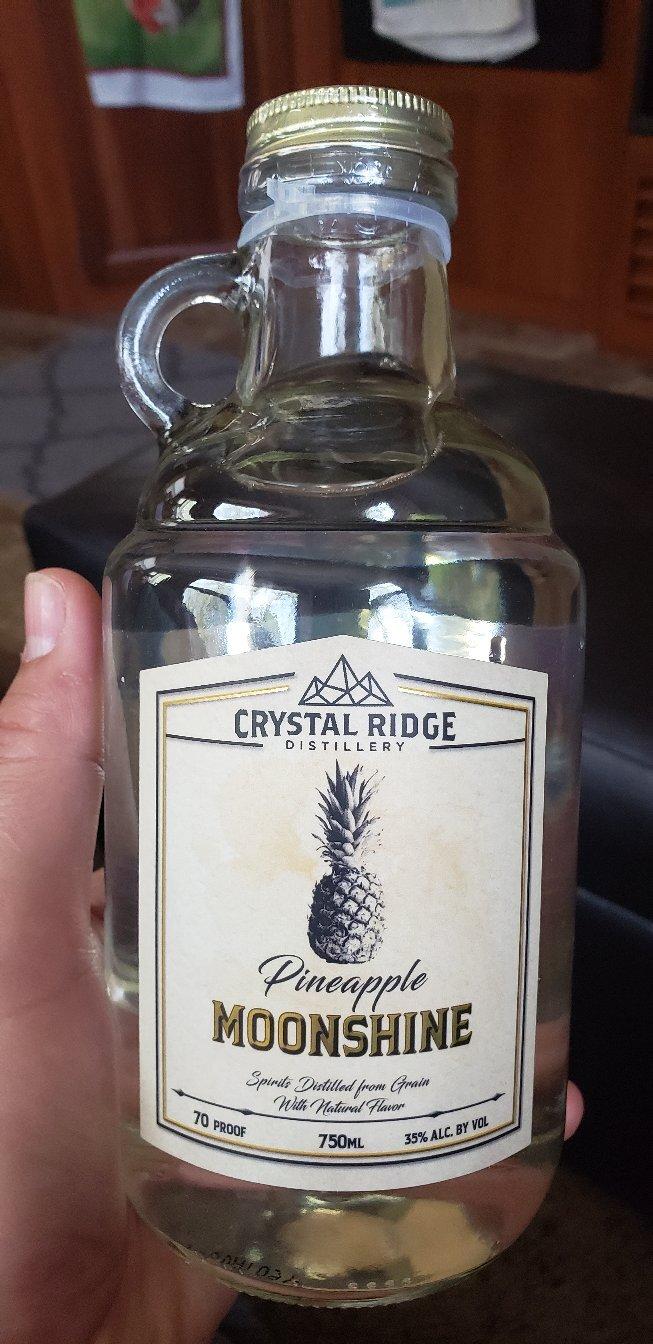 CRYSTAL RIDGE
DISTILLERY
Pineapple
MOONSHINE
Spirits Distilled from Grain
With Natural Flavor
70 PROOF 750ML 35% ALC. BY VOL